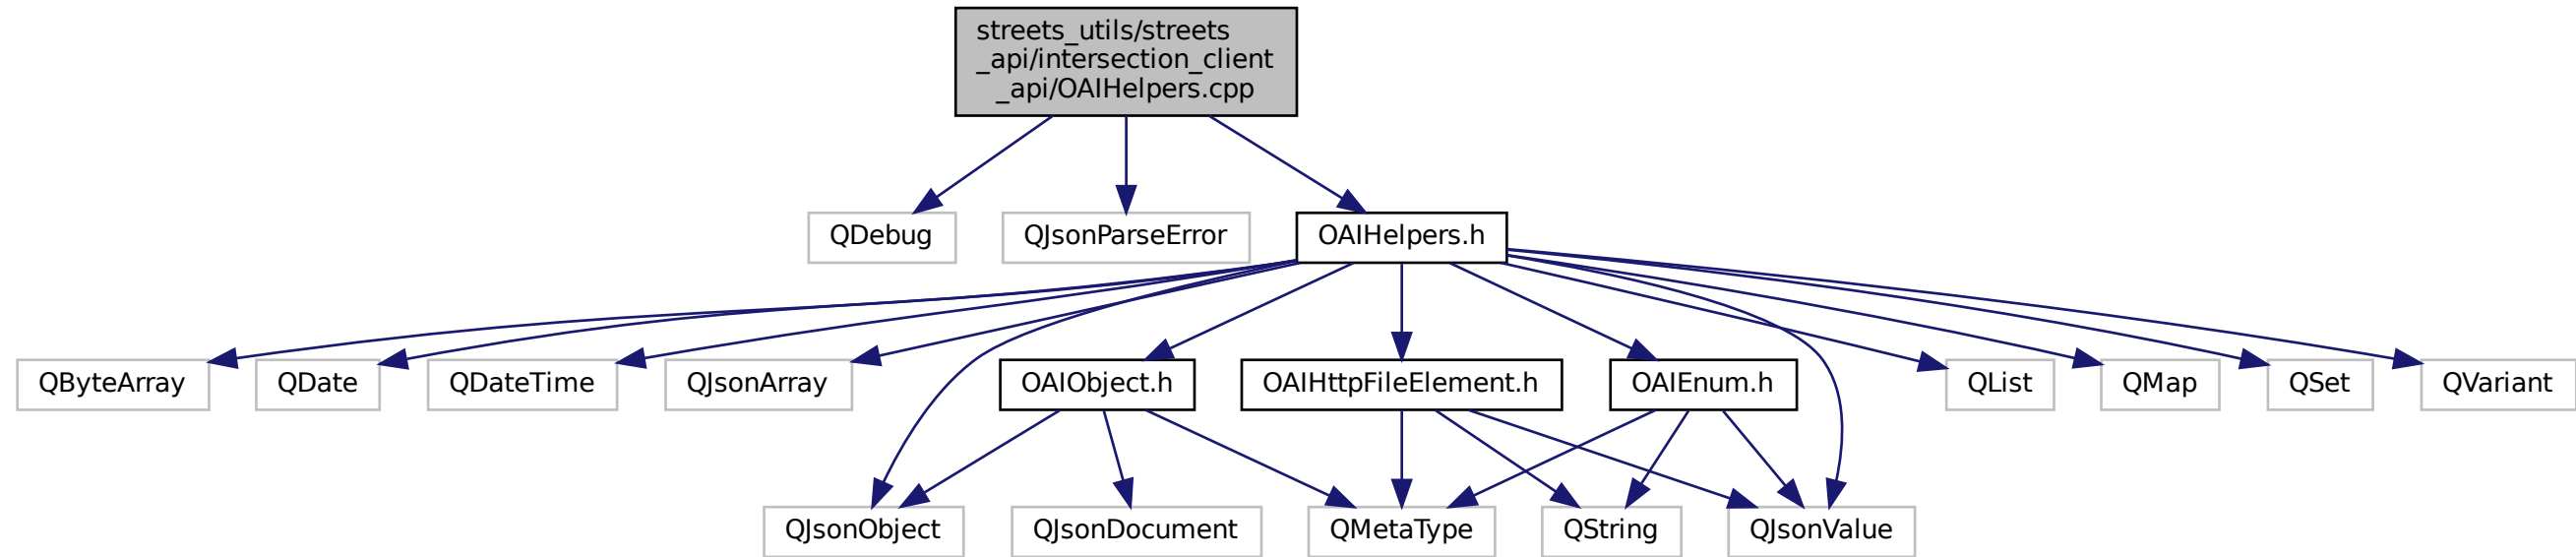 streets_utils/streets
_api/intersection_client
_api/OAIHelpers.cpp
QDebug
QJsonParseError
OAIHelpers.h
QByteArray
QDate
QDateTime
QJsonArray
OAIObject.h
OAIHttpFileElement.h
OAIEnum.h
QList
QMap
QSet
QVariant
QJsonObject
QJsonDocument
QMetaType
QString
QJsonValue